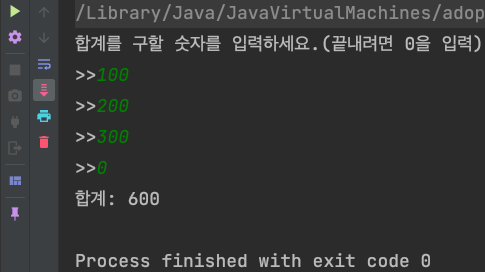 /Library/Java/JavaVirtualMachines/adop
합계를 구할 숫자를 입력하세요.(끝내려면 0을 입력)
>>100
>>200
>>300
>>0
합계: 600
Process finished with exit code 0